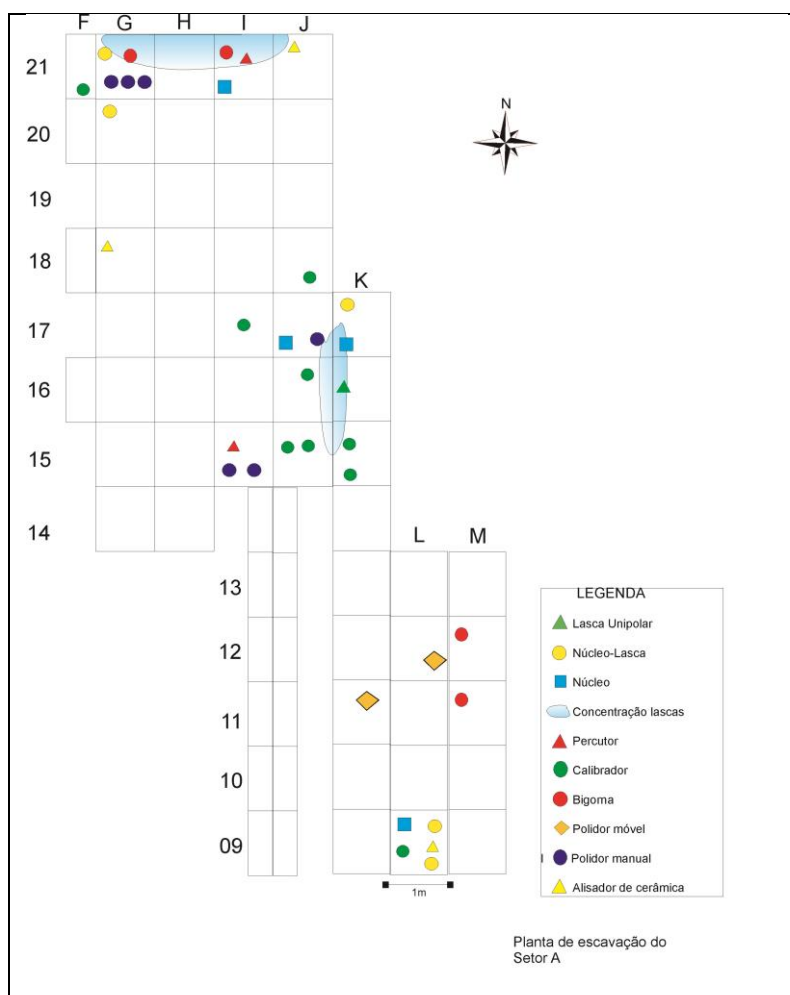 F G H I J
N
21
20
19
18
K
17
16
15
14
L M
13
12
11
10
09
1m
LEGENDA
Lasca Unipolar
Núcleo-Lasca
Núcleo
Concentração lascas
Percutor
Calibrador
Bigoma
Polidor móvel
Polidor manual
Alisador de cerâmica
Planta de escavação do
Setor A